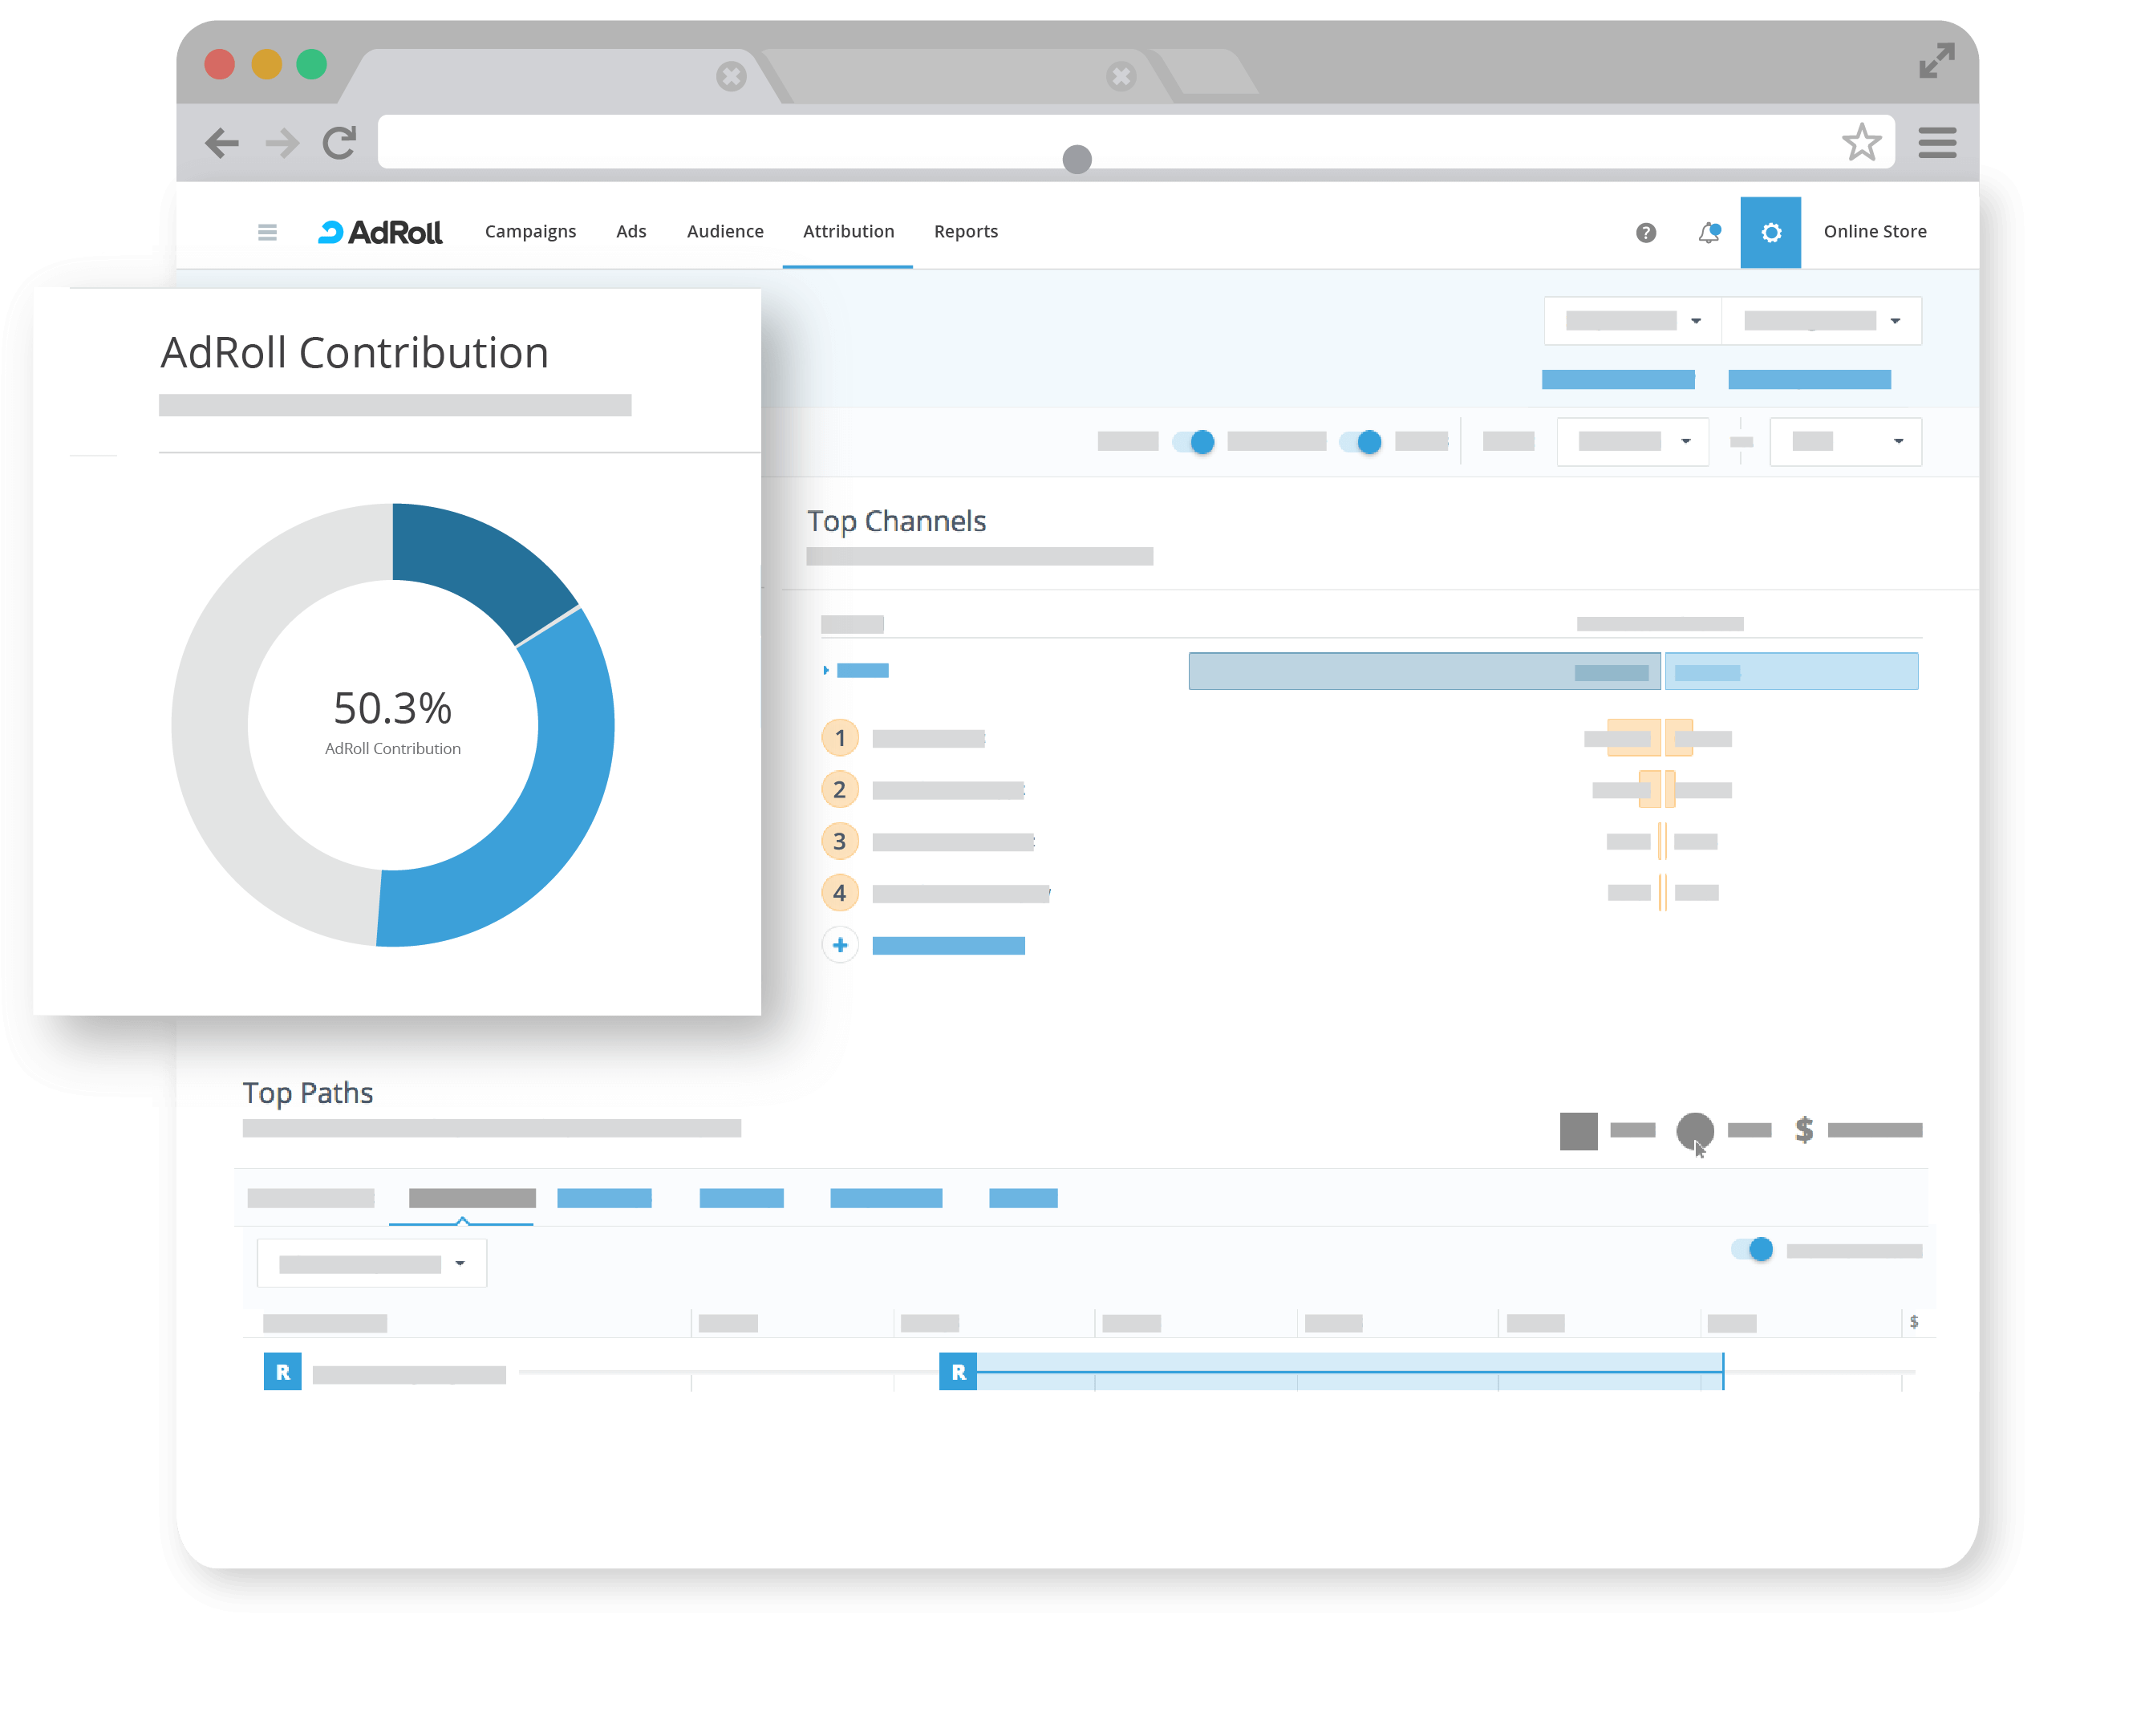 AdRoll Campaigns Ads Audience Attribution Reports ? Online Store
AdRoll Contribution
50.3%
AdRoll Contribution
Top Channels
1
2
3
4
Top Paths
$
$
R R